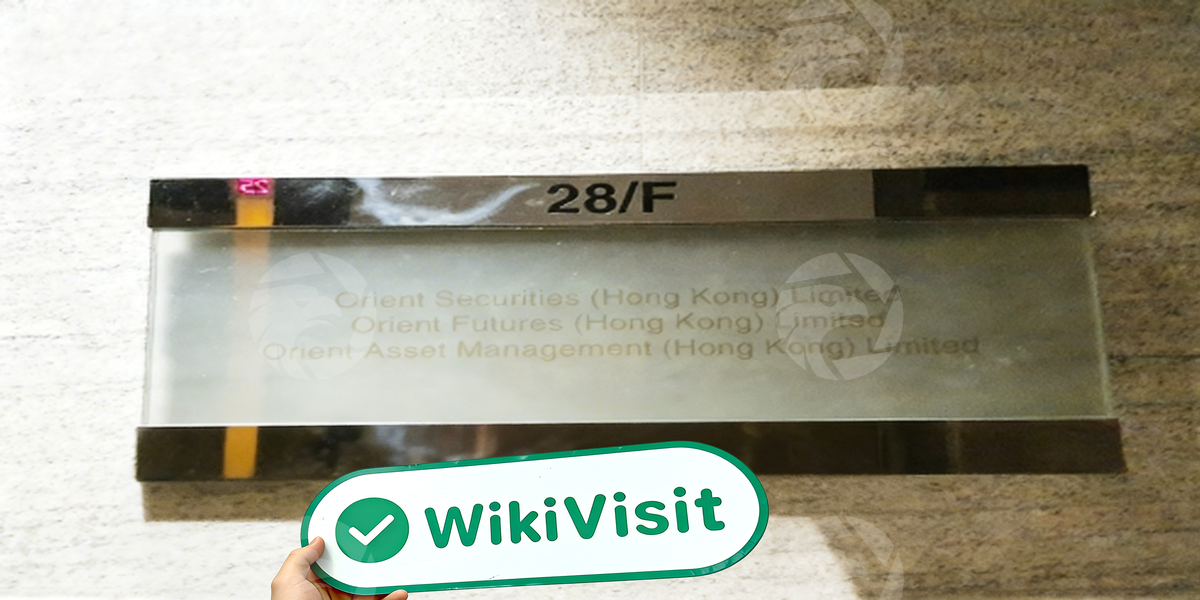 28/F
Orient Securities (Hong Kong) Limited
Orient Futures (Hong Kong) Limited
Orient Asset Management (Hong Kong) Limited
WikiVisit